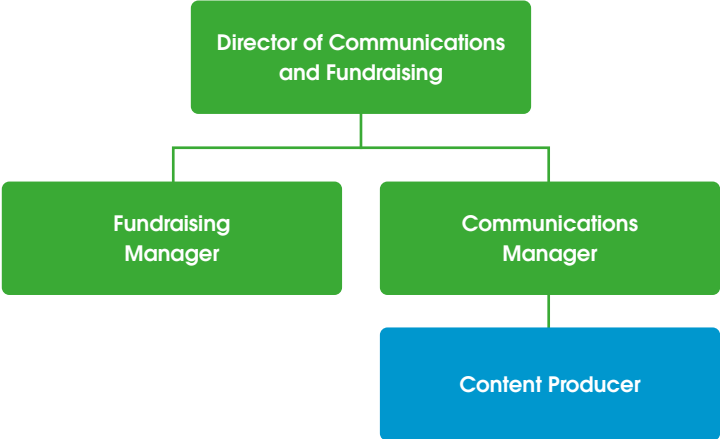 Director of Communications
and Fundraising
Fundraising
Manager
Communications
Manager
Content Producer